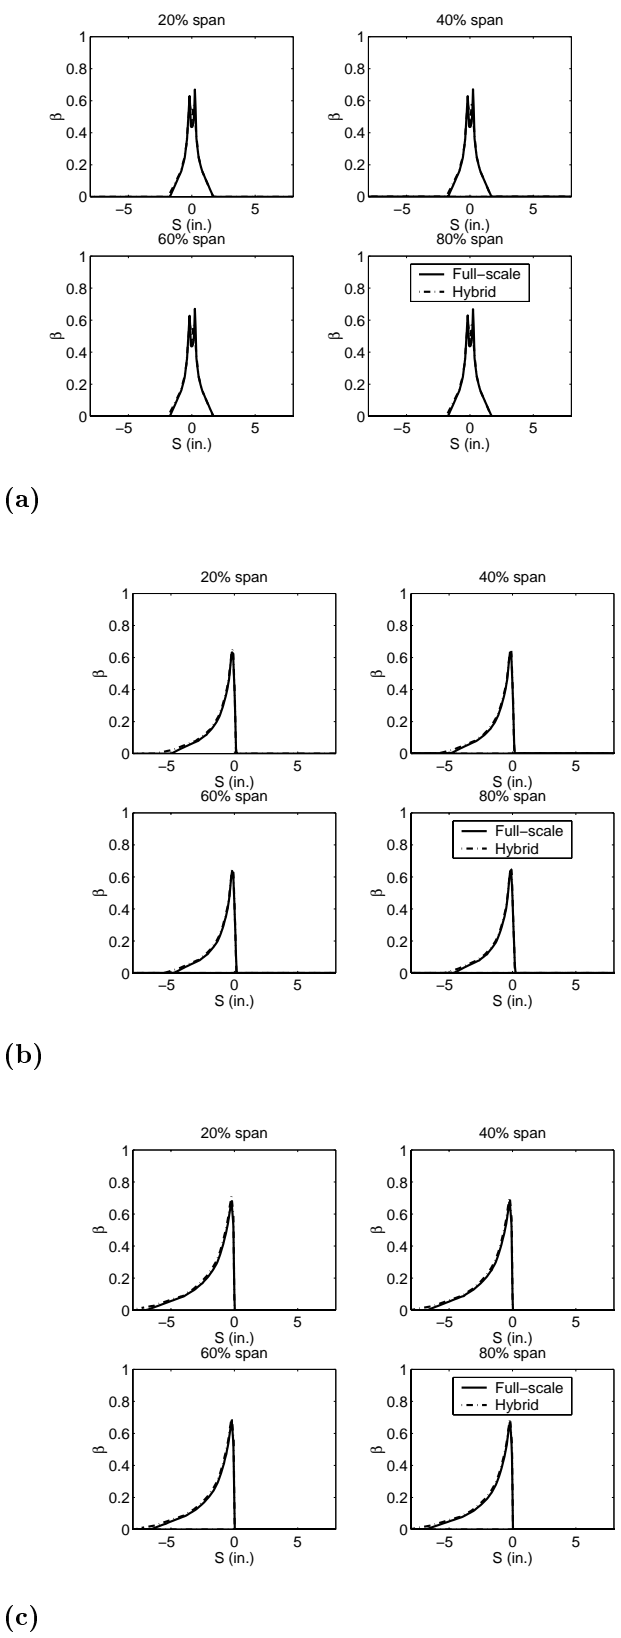 20% span
40% span
1
0.8
0.6
0.4
0.2
0
β
−5 0 5
S (in.)
1
0.8
0.6
0.4
0.2
0
β
−5 0 5
S (in.)
60% span
80% span
1
0.8
0.6
0.4
0.2
0
β
−5 0 5
S (in.)
1
0.8
0.6
0.4
0.2
0
β
Full−scale
Hybrid
−5 0 5
S (in.)
(a)
20% span
40% span
1
0.8
0.6
0.4
0.2
0
β
−5 0 5
S (in.)
1
0.8
0.6
0.4
0.2
0
β
−5 0 5
S (in.)
60% span
80% span
1
0.8
0.6
0.4
0.2
0
β
−5 0 5
S (in.)
1
0.8
0.6
0.4
0.2
0
β
Full−scale
Hybrid
−5 0 5
S (in.)
(b)
20% span
40% span
1
0.8
0.6
0.4
0.2
0
β
−5 0 5
S (in.)
1
0.8
0.6
0.4
0.2
0
β
−5 0 5
S (in.)
60% span
80% span
1
0.8
0.6
0.4
0.2
0
β
−5 0 5
S (in.)
1
0.8
0.6
0.4
0.2
0
β
Full−scale
Hybrid
−5 0 5
S (in.)
(c)